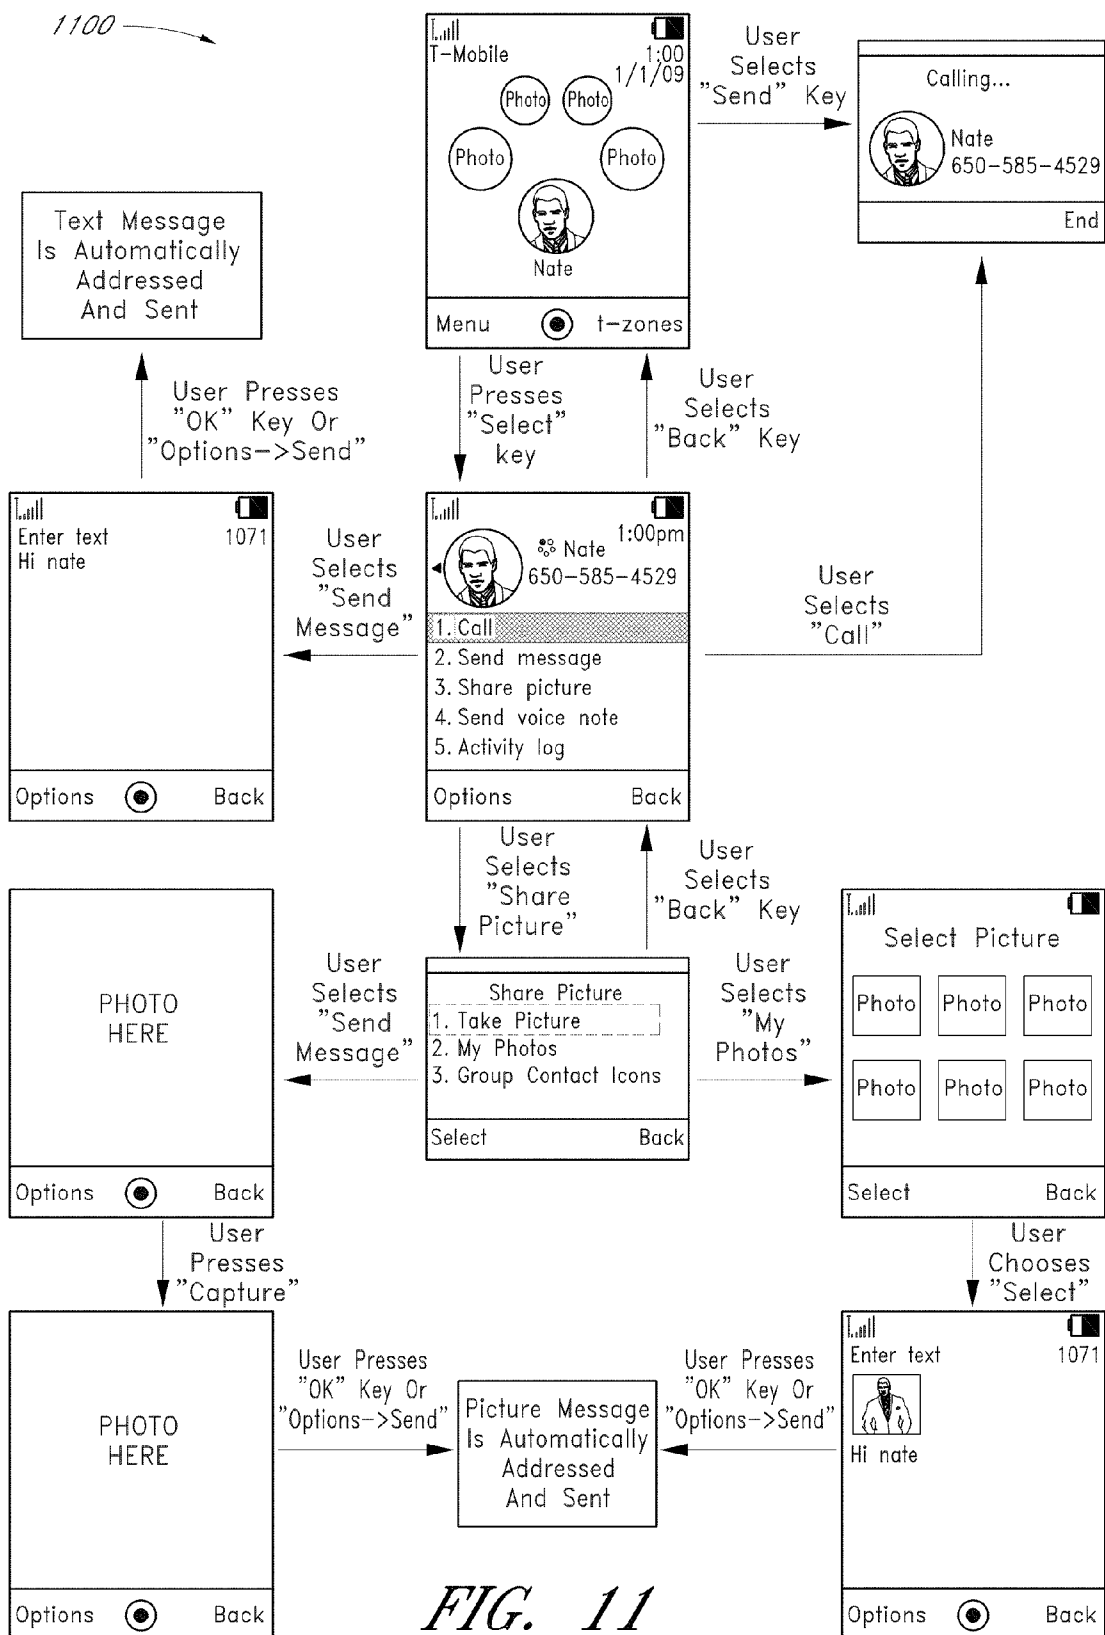 1100
T-Mobile
1:00
1/1/09
Photo
Photo
Photo
Photo
Nate
Menu
t-zones
User
Selects
"Send" Key
Calling...
Nate
650-585-4529
End
Text Message
Is Automatically
Addressed
And Sent
User Presses
"OK" Key Or
"Options->Send"
User
Presses
"Select"
key
User
Selects
"Back" Key
Enter text
1071
Hi nate
Options
Back
User
Selects
"Send
Message"
1:00pm
Nate
650-585-4529
1. Call
2. Send message
3. Share picture
4. Send voice note
5. Activity log
Options
Back
User
Selects
"Call"
User
Selects
"Share
Picture"
User
Selects
"Back" Key
PHOTO
HERE
Options
Back
User
Selects
"Send
Message"
Share Picture
1. Take Picture
2. My Photos
3. Group Contact Icons
Select
Back
User
Selects
"My
Photos"
Select Picture
Photo
Photo
Photo
Photo
Photo
Photo
Select
Back
User
Presses
"Capture"
User
Chooses
"Select"
PHOTO
HERE
Options
Back
User Presses
"OK" Key Or
"Options->Send"
Picture Message
Is Automatically
Addressed
And Sent
User Presses
"OK" Key Or
"Options->Send"
Enter text
1071
Hi nate
Options
Back
FIG. 11